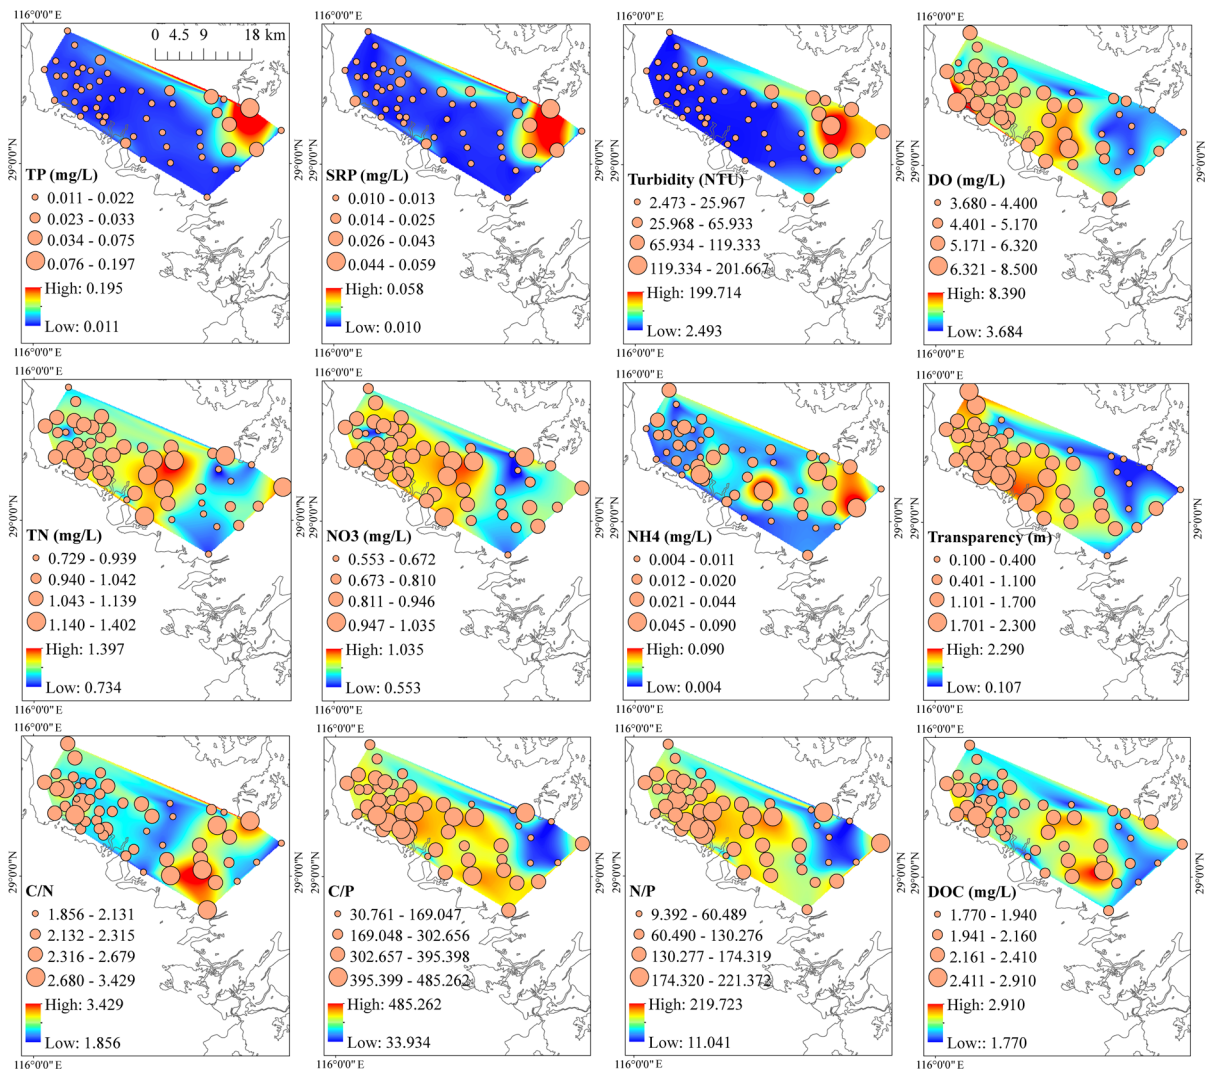 116°0'0" E
0 4.5 9 18 km
29°0'0"N
TP (mg/L)
0.011 - 0.022
0.023 - 0.033
0.034 - 0.075
0.076 - 0.197
High: 0.195
Low: 0.011
116°0'0" E
29°0'0"N
SRP (mg/L)
0.010 - 0.013
0.014 - 0.025
0.026 - 0.043
0.044 - 0.059
High: 0.058
Low: 0.010
116°0'0" E
29°0'0"N
Turbidity (NTU)
2.473 - 25.967
25.968 - 65.933
65.934 - 119.333
119.334 - 201.667
High: 199.714
Low: 2.493
116°0'0" E
29°0'0"N
DO (mg/L)
3.680 - 4.400
4.401 - 5.170
5.171 - 6.320
6.321 - 8.500
High: 8.390
Low: 3.684
116°0'0" E
116°0'0" E
29°0'0"N
TN (mg/L)
0.729 - 0.939
0.940 - 1.042
1.043 - 1.139
1.140 - 1.402
High: 1.397
Low: 0.734
116°0'0" E
116°0'0" E
29°0'0"N
NO3 (mg/L)
0.553 - 0.672
0.673 - 0.810
0.811 - 0.946
0.947 - 1.035
High: 1.035
Low: 0.553
116°0'0" E
116°0'0" E
29°0'0"N
NH4 (mg/L)
0.004 - 0.011
0.012 - 0.020
0.021 - 0.044
0.045 - 0.090
High: 0.090
Low: 0.004
116°0'0" E
116°0'0" E
29°0'0"N
Transparency (m)
0.100 - 0.400
0.401 - 1.100
1.101 - 1.700
1.701 - 2.300
High: 2.290
Low: 0.107
116°0'0" E
29°0'0"N
C/N
1.856 - 2.131
2.132 - 2.315
2.316 - 2.679
2.680 - 3.429
High: 3.429
Low: 1.856
116°0'0" E
116°0'0" E
29°0'0"N
C/P
30.761 - 169.047
169.048 - 302.656
302.657 - 395.398
395.399 - 485.262
High: 485.262
Low: 33.934
116°0'0" E
116°0'0" E
29°0'0"N
N/P
9.392 - 60.489
60.490 - 130.276
130.277 - 174.319
174.320 - 221.372
High: 219.723
Low: 11.041
116°0'0" E
116°0'0" E
29°0'0"N
DOC (mg/L)
1.770 - 1.940
1.941 - 2.160
2.161 - 2.410
2.411 - 2.910
High: 2.910
Low:: 1.770
116°0'0" E